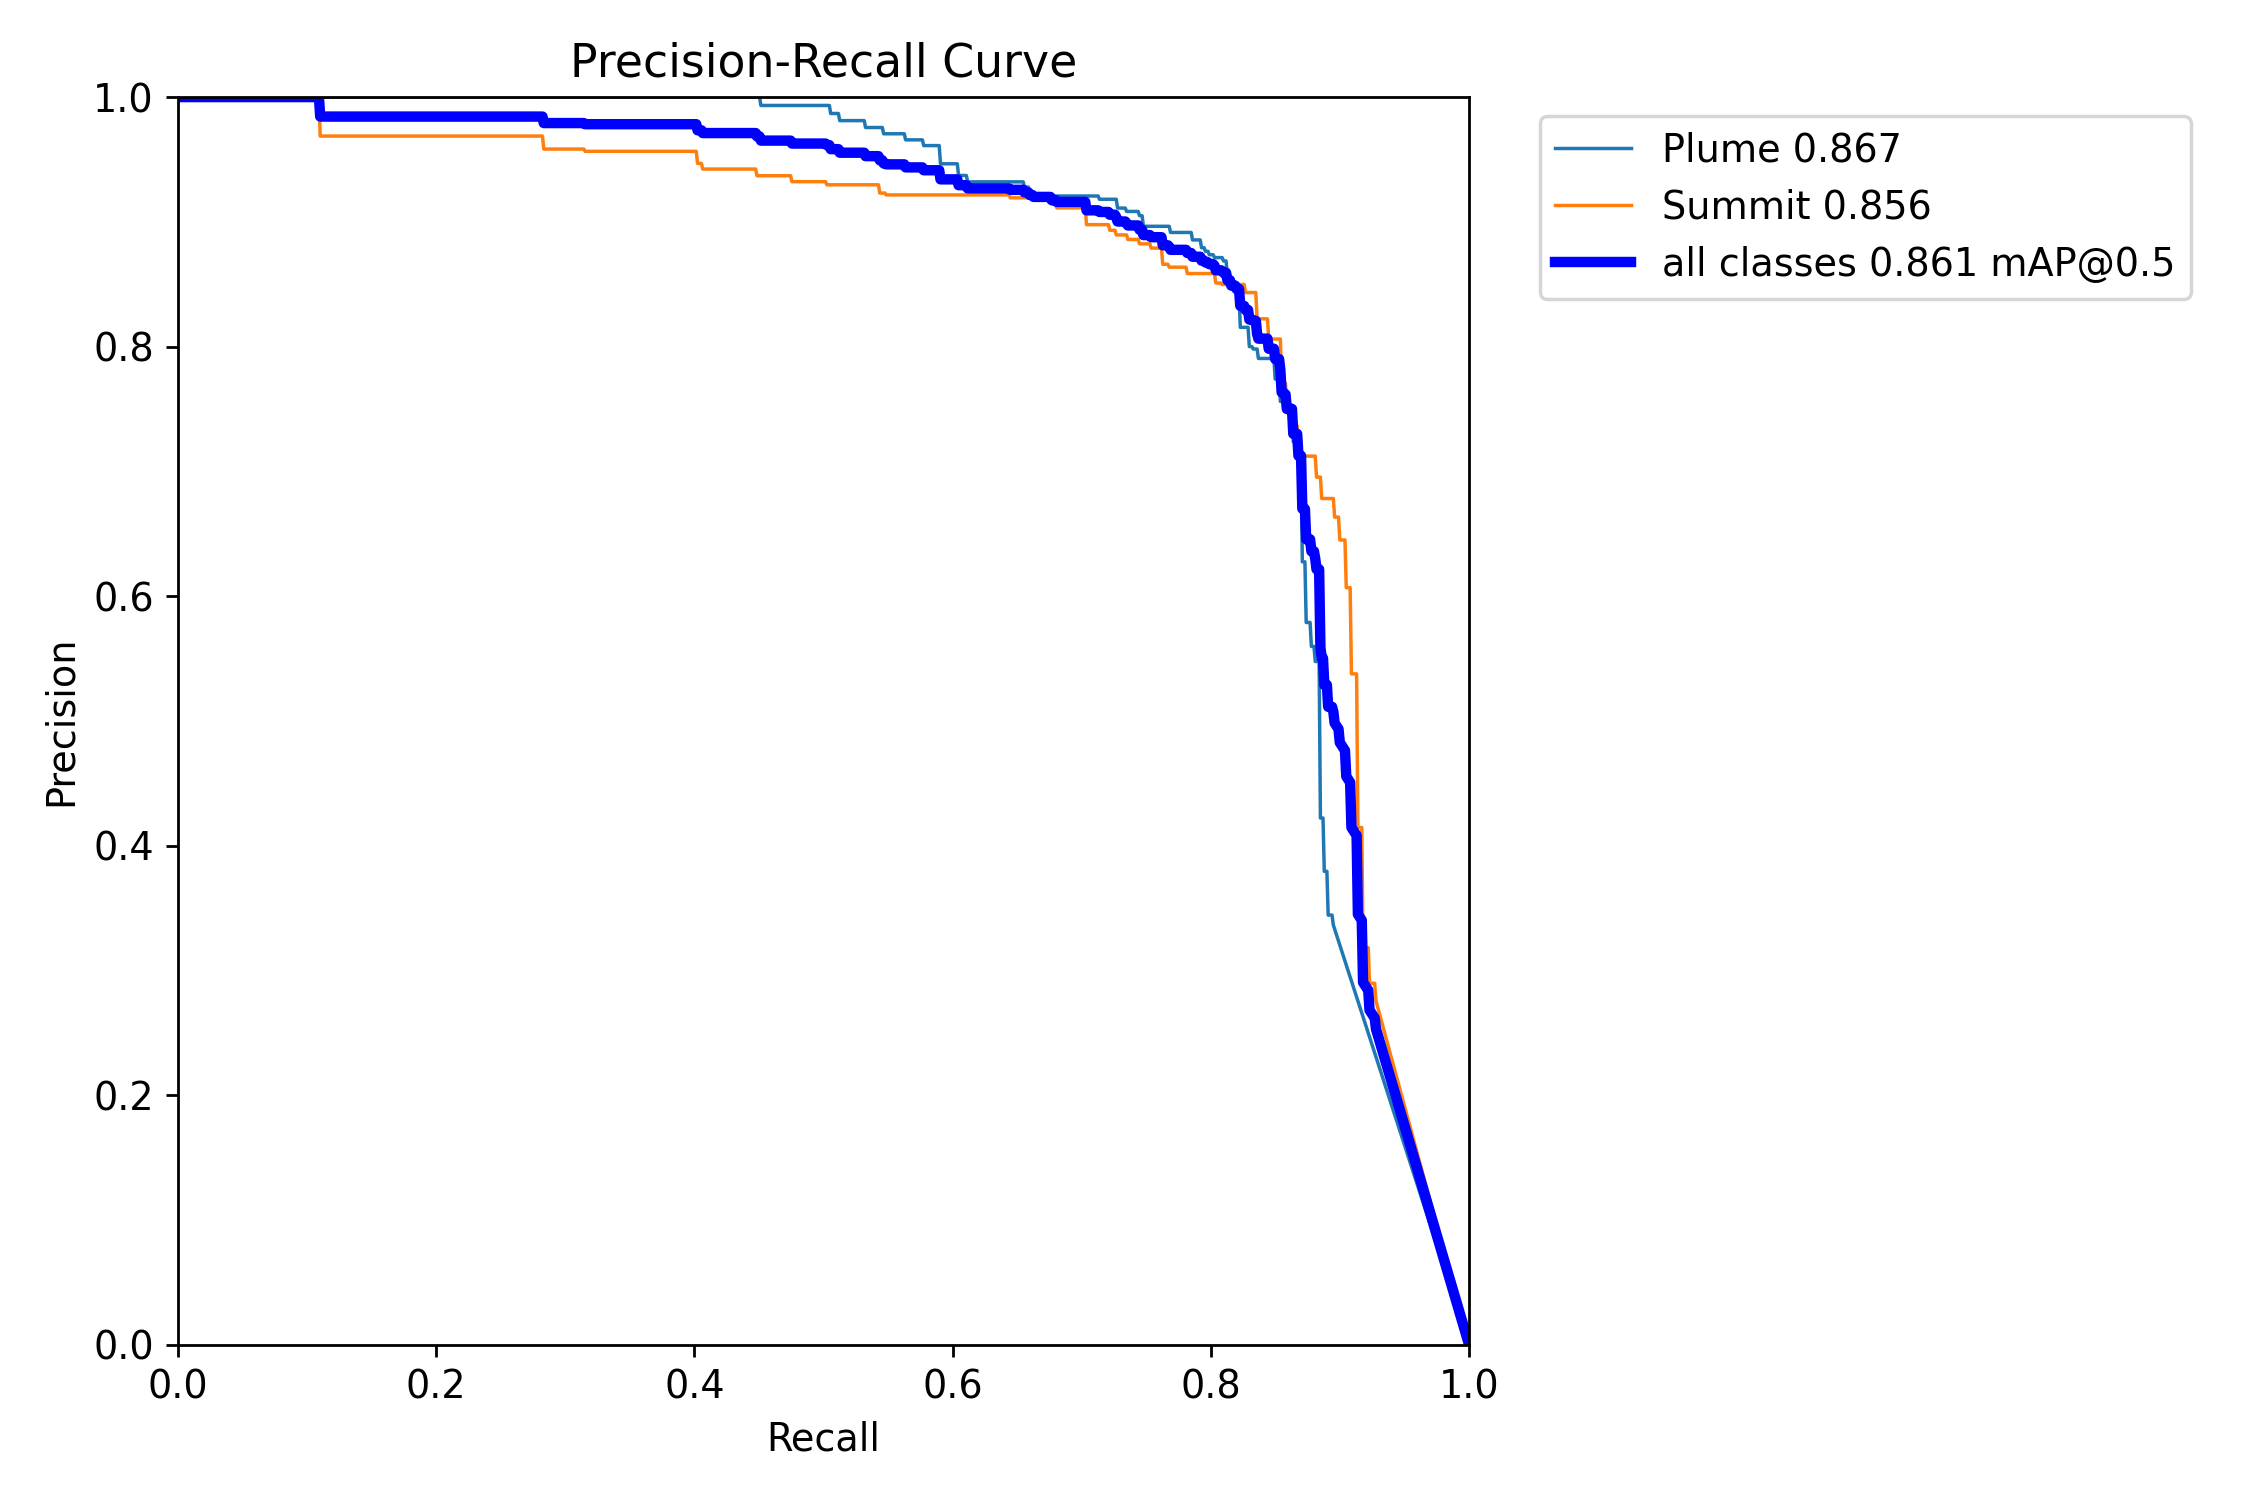 Precision-Recall Curve
1.0
0.8
0.6
0.4
0.2
0.0
Precision
0.0 0.2 0.4 0.6 0.8 1.0
Recall
Plume 0.867
Summit 0.856
all classes 0.861 mAP@0.5